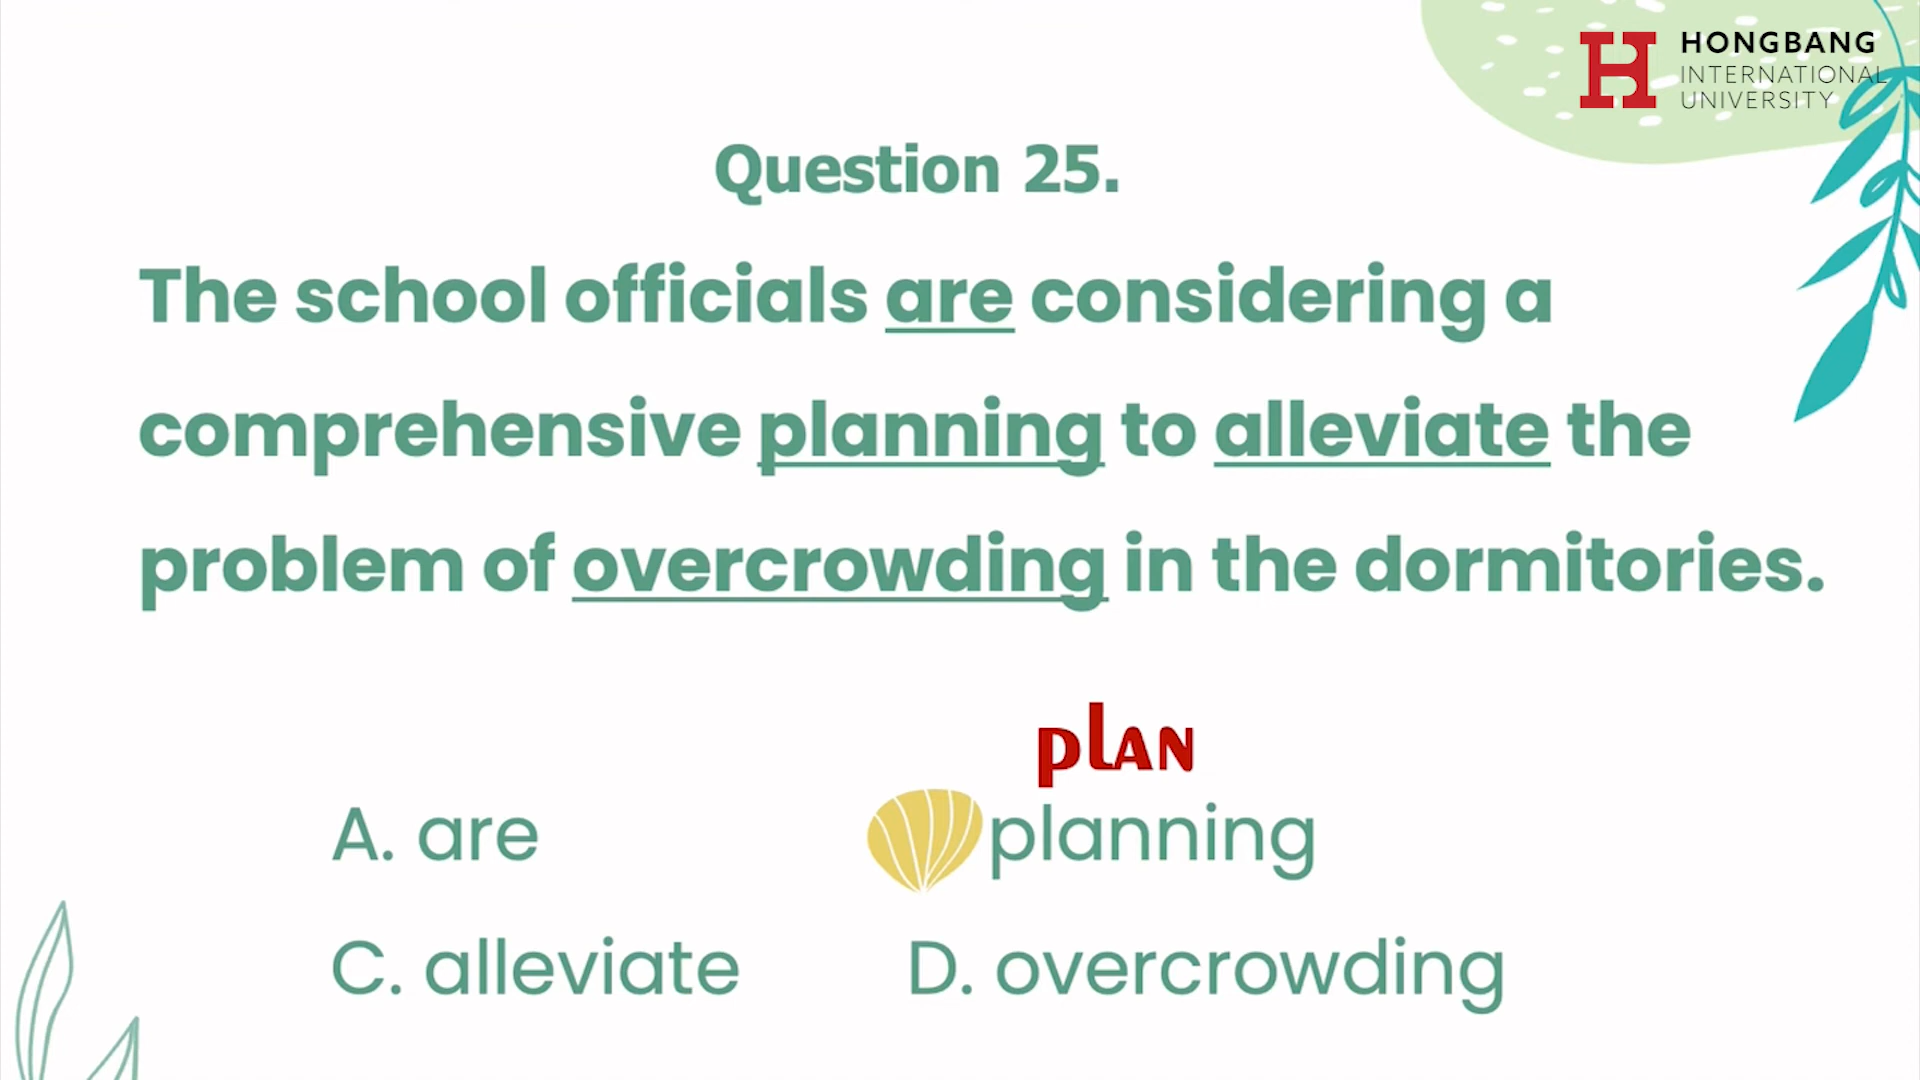 HONGBANG
INTERNATIONAL
UNIVERSITY
Question 25.
The school officials are considering a
comprehensive planning to alleviate the
problem of overcrowding in the dormitories.
plan
A. are
planning
C. alleviate
D. overcrowding